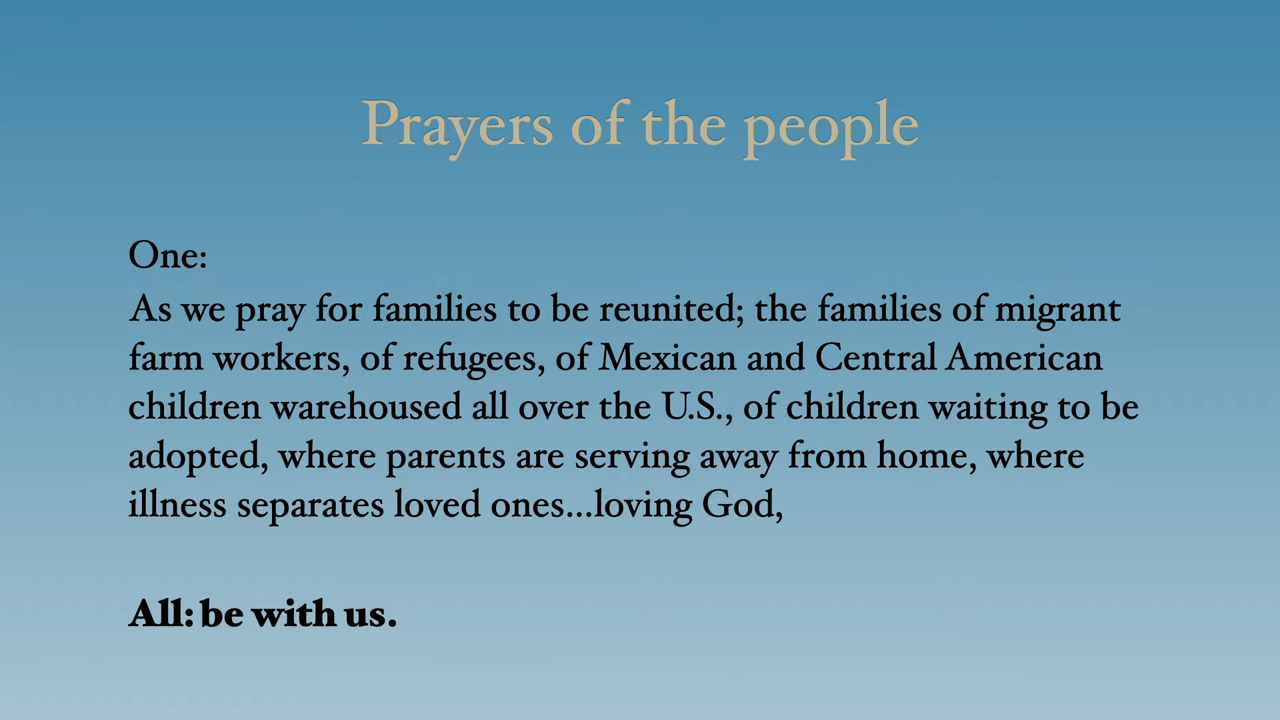 Prayers of the people
One:
As we pray for families to be reunited; the families of migrant
farm workers, of refugees, of Mexican and Central American
children warehoused all over the U.S., of children waiting to be
adopted, where parents are serving away from home, where
illness separates loved ones...loving God,
All: be with us.